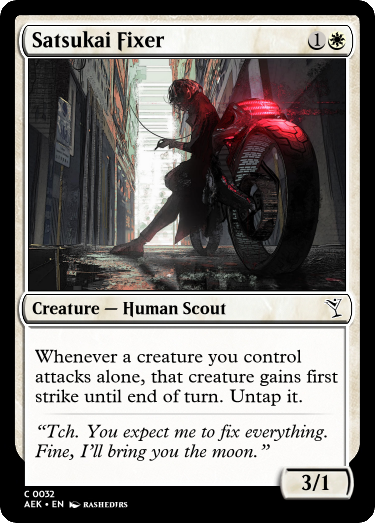 Satsukai Fixer 1
Creature — Human Scout
Whenever a creature you control
attacks alone, that creature gains first
strike until end of turn. Untap it.
“Tch. You expect me to fix everything.
Fine, I’ll bring you the moon.”
3/1
C 0032
AEK • EN RASHEDJRS